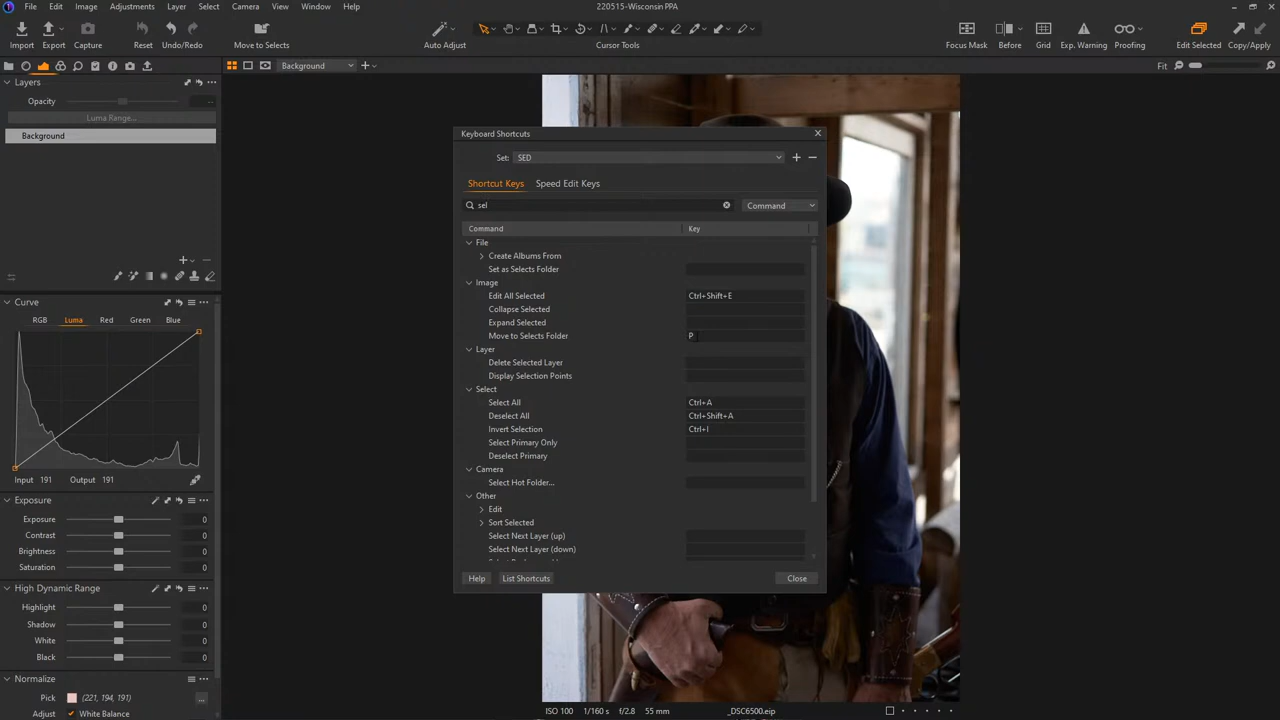 File Edit Image Adjustments Layer Select Camera View Window Help
220515-Wisconsin PPA
Import Export Capture Reset Undo/Redo Move to Selects Auto Adjust Cursor Tools Focus Mask Before Grid Exp. Warning Proofing Edit Selected Copy/Apply
Background
Fit
Layers
Opacity
Luma Range...
Background
Curve
RGB Luma Red Green Blue
Input 191 Output 191
Exposure
Exposure 0
Contrast 0
Brightness 0
Saturation 0
High Dynamic Range
Highlight 0
Shadow 0
White 0
Black 0
Normalize
Pick (221, 194, 191)
Adjust White Balance
Keyboard Shortcuts
Set: SED
Shortcut Keys Speed Edit Keys
sel Command
Command Key
File
Create Albums From
Set as Selects Folder
Image
Edit All Selected Ctrl+Shift+E
Collapse Selected
Expand Selected
Move to Selects Folder P
Layer
Delete Selected Layer
Display Selection Points
Select
Select All Ctrl+A
Deselect All Ctrl+Shift+A
Invert Selection Ctrl+I
Select Primary Only
Deselect Primary
Camera
Select Hot Folder...
Other
Edit
Sort Selected
Select Next Layer (up)
Select Next Layer (down)
Help List Shortcuts Close
ISO 100 1/160 s f/2.8 55 mm _DSC6500.eip